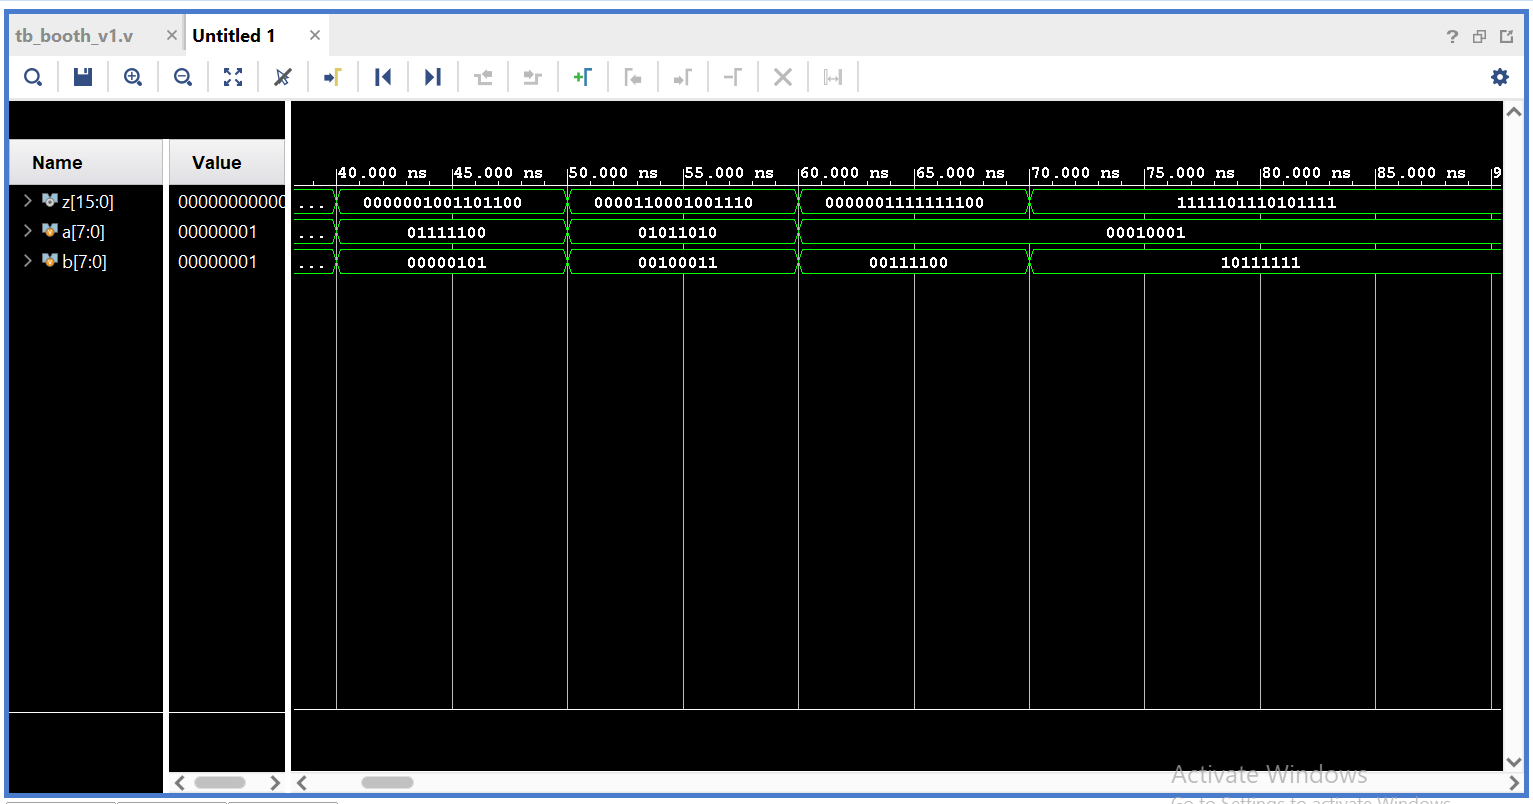 tb_booth_v1.v × Untitled 1 ×
Name Value
40.000 ns 45.000 ns 50.000 ns 55.000 ns 60.000 ns 65.000 ns 70.000 ns 75.000 ns 80.000 ns 85.000 ns 9
z[15:0] 00000000000 ... 0000001001101100 0000110001001110 0000001111111100 1111101110101111
a[7:0] 00000001 ... 01111100 01011010 00010001
b[7:0] 00000001 ... 00000101 00100011 00111100 10111111
Activate Windows
Go to Settings to activate Windows.